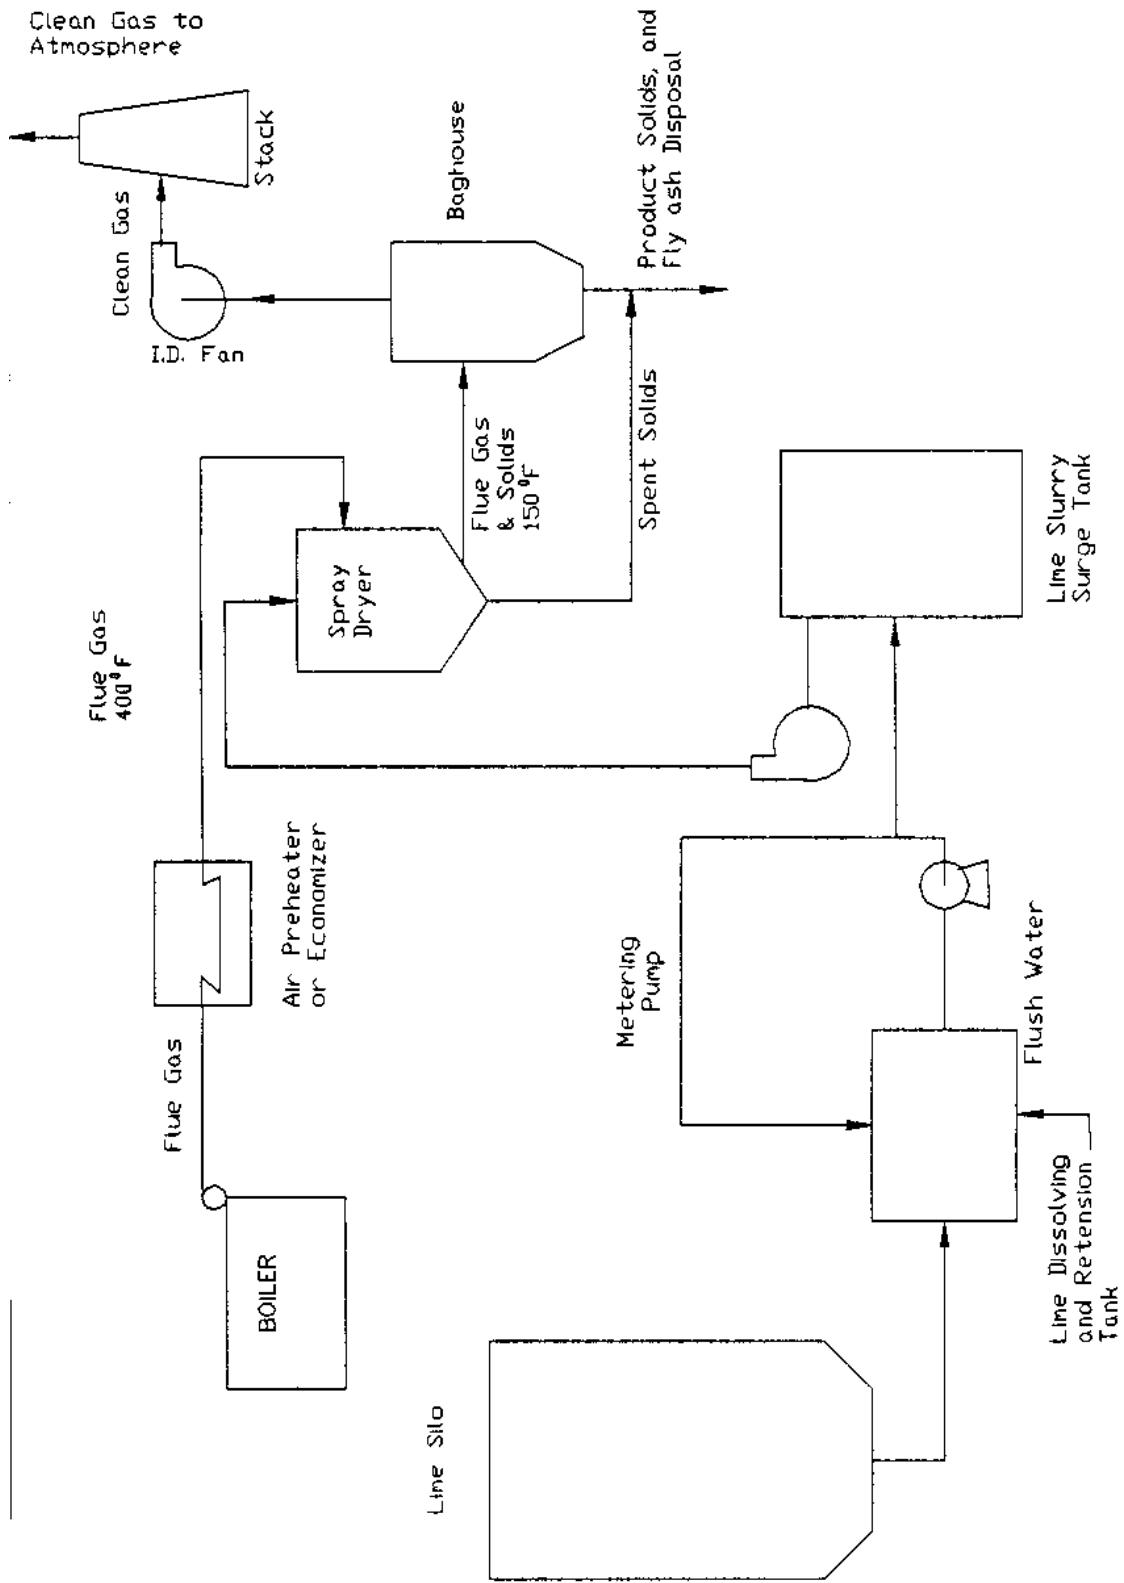 Clean Gas to
Atmosphere
Stack
Clean Gas
I.D. Fan
Baghouse
Product Solids, and
Fly ash Disposal
Flue Gas
& Solids
150°F
Spent Solids
Spray
Dryer
Flue Gas
400°F
Lime Slurry
Surge Tank
Air Preheater
or Economizer
Flue Gas
Metering
Pump
Flush Water
BOILER
Lime Dissolving
and Retension
Tank
Lime Silo